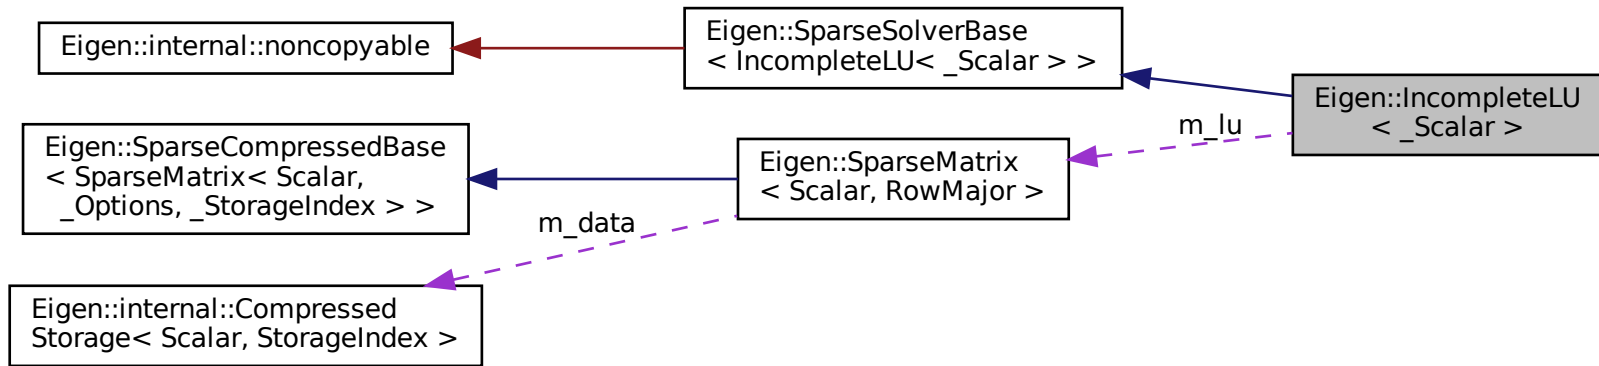 Eigen::internal::noncopyable
Eigen::SparseSolverBase
< IncompleteLU< _Scalar > >
Eigen::IncompleteLU
< _Scalar >
m_lu
Eigen::SparseCompressedBase
< SparseMatrix< Scalar,
_Options, _StorageIndex > >
Eigen::SparseMatrix
< Scalar, RowMajor >
m_data
Eigen::internal::Compressed
Storage< Scalar, StorageIndex >